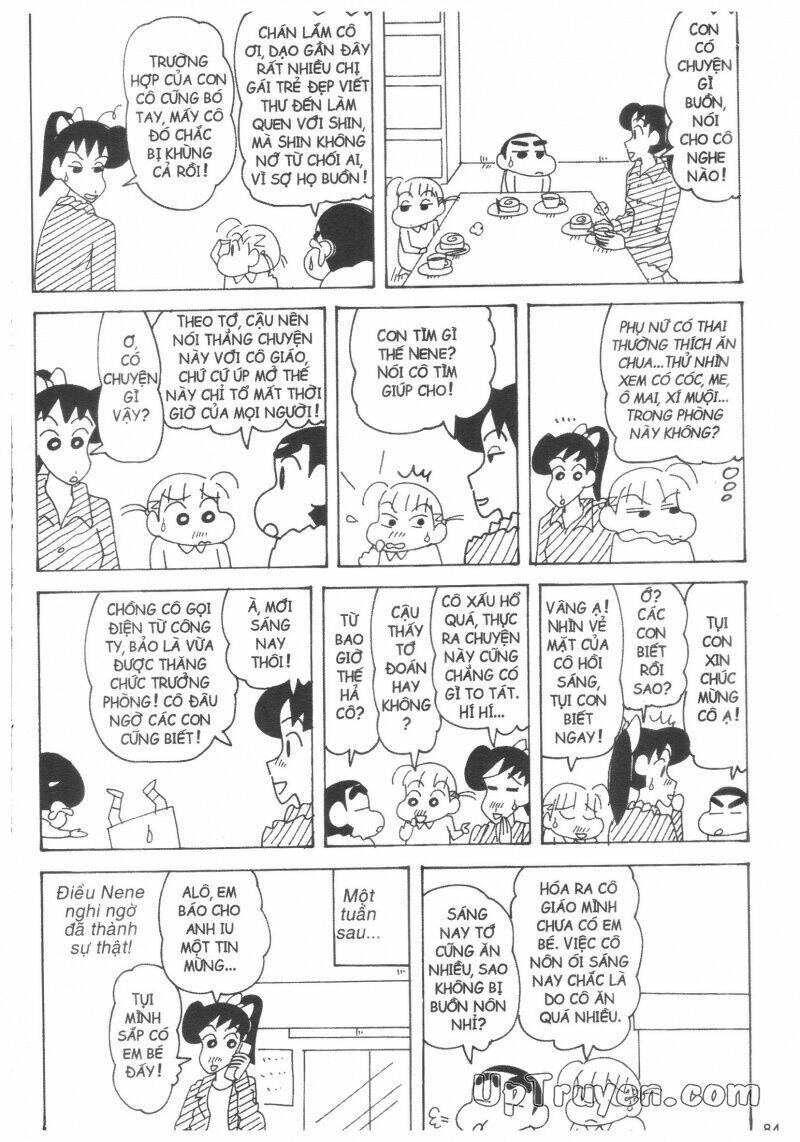 CON
CÓ
CHUYỆN
GÌ
BUỒN,
NÓI
CHO CÔ
NGHE
NÀO!
CHÁN LẮM CÔ
ƠI, DẠO GẦN ĐÂY
RẤT NHIỀU CHỊ
GÁI TRẺ ĐẸP VIẾT
THƯ ĐẾN LÀM
QUEN VỚI SHIN,
MÀ SHIN KHÔNG
NỠ TỪ CHỐI AI,
VÌ SỢ HỌ BUỒN!
TRƯỜNG
HỢP CỦA CON
CÔ CŨNG BÓ
TAY, MẤY CÔ
ĐÓ CHẮC
BỊ KHÙNG
CẢ RỒI!
PHỤ NỮ CÓ THAI
THƯỜNG THÍCH ĂN
CHUA...THỬ NHÌN
XEM CÓ CÓC, ME,
Ô MAI, XÍ MUỘI...
TRONG PHÒNG
NÀY KHÔNG?
CON TÌM GÌ
THẾ NENE?
NÓI CÔ TÌM
GIÚP CHO!
THEO TỚ, CẬU NÊN
NÓI THẲNG CHUYỆN
NÀY VỚI CÔ GIÁO,
CHỨ CỨ ÚP MỞ THẾ
NÀY CHỈ TỔ MẤT THỜI
GIỜ CỦA MỌI NGƯỜI!
Ơ,
CÓ
CHUYỆN
GÌ
VẬY?
TỤI
CON
XIN
CHÚC
MỪNG
CÔ Ạ!
Ớ?
CÁC
CON
BIẾT
RỒI
SAO?
VÂNG Ạ!
NHÌN VẺ
MẶT CỦA
CÔ HỒI
SÁNG,
TỤI CON
BIẾT
NGAY!
CÔ XẤU HỔ
QUÁ, THỰC
RA CHUYỆN
NÀY CŨNG
CHẲNG CÓ
GÌ TO TÁT.
HÍ HÍ...
CẬU
THẤY TỚ
ĐOÁN
HAY
KHÔNG
?
TỪ
BAO
GIỜ
THẾ
HẢ
CÔ?
À, MỚI
SÁNG
NAY
THÔI!
CHỒNG CÔ GỌI
ĐIỆN TỪ CÔNG
TY, BẢO LÀ VỪA
ĐƯỢC THĂNG
CHỨC TRƯỞNG
PHÒNG! CÔ ĐÂU
NGỜ CÁC CON
CŨNG BIẾT!
HÓA RA CÔ
GIÁO MÌNH
CHƯA CÓ EM
BÉ. VIỆC CÔ
NÔN ÓI SÁNG
NAY CHẮC LÀ
DO CÔ ĂN
QUÁ NHIỀU.
SÁNG
NAY TỚ
CŨNG ĂN
NHIỀU, SAO
KHÔNG BỊ
BUỒN NÔN
NHỈ?
Một
tuần
sau...
ALÔ, EM
BÁO CHO
ANH IU
MỘT TIN
MỪNG...
TỤI
MÌNH
SẮP CÓ
EM BÉ
ĐẤY!
Điều Nene
nghi ngờ
đã thành
sự thật!
UpTruyen.com
84